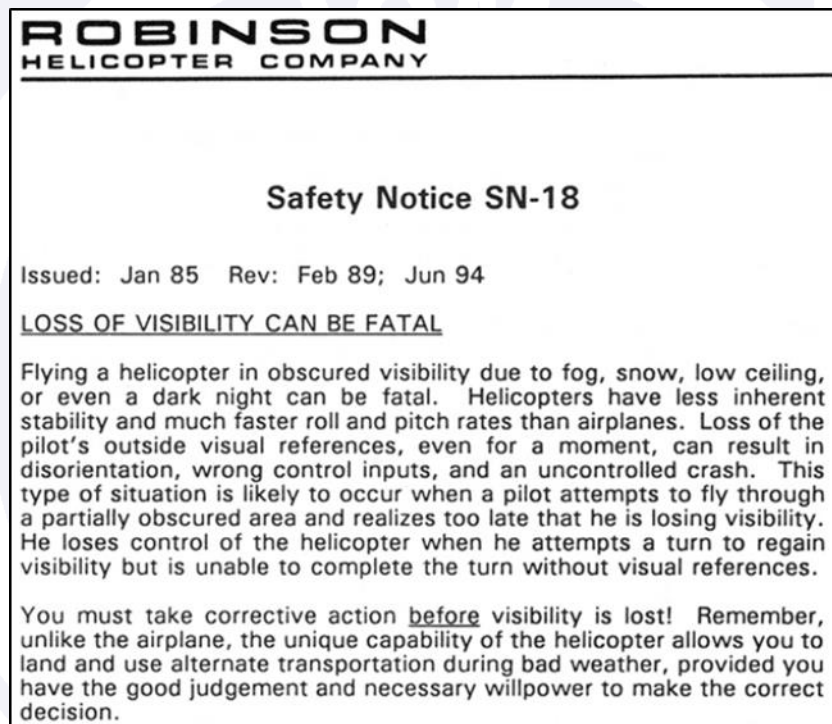 ROBINSON
HELICOPTER COMPANY
Safety Notice SN-18
Issued: Jan 85 Rev: Feb 89; Jun 94
LOSS OF VISIBILITY CAN BE FATAL
Flying a helicopter in obscured visibility due to fog, snow, low ceiling,
or even a dark night can be fatal. Helicopters have less inherent
stability and much faster roll and pitch rates than airplanes. Loss of the
pilot's outside visual references, even for a moment, can result in
disorientation, wrong control inputs, and an uncontrolled crash. This
type of situation is likely to occur when a pilot attempts to fly through
a partially obscured area and realizes too late that he is losing visibility.
He loses control of the helicopter when he attempts a turn to regain
visibility but is unable to complete the turn without visual references.
You must take corrective action before visibility is lost! Remember,
unlike the airplane, the unique capability of the helicopter allows you to
land and use alternate transportation during bad weather, provided you
have the good judgement and necessary willpower to make the correct
decision.